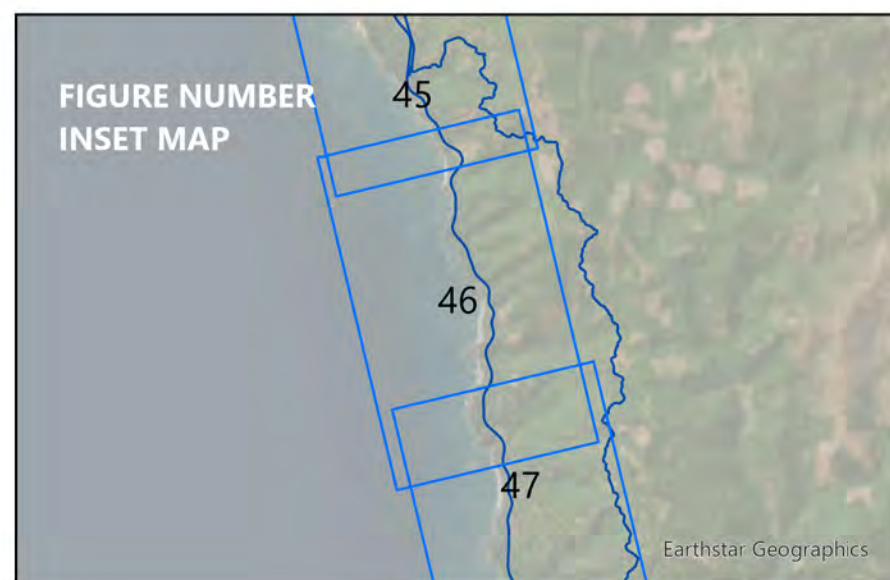 FIGURE NUMBER
INSET MAP
45
46
47
Earthstar Geographics